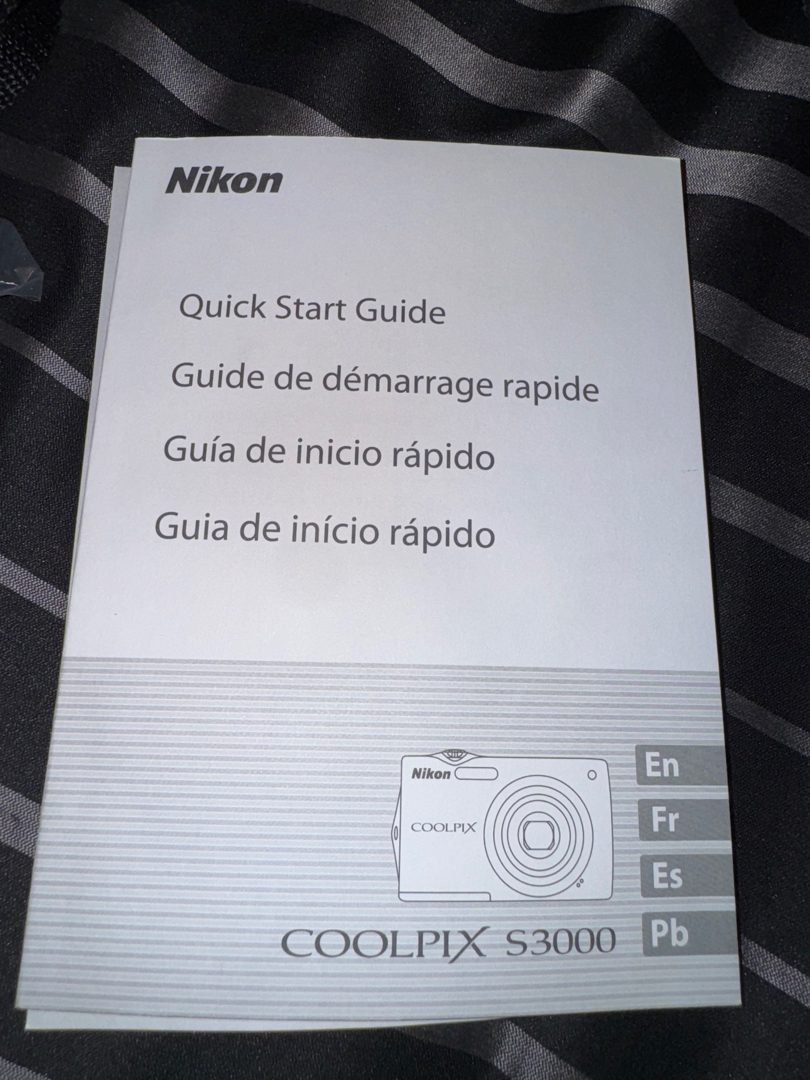 Nikon
Quick Start Guide
Guide de démarrage rapide
Guía de inicio rápido
Guia de início rápido
Nikon
COOLPIX
En
Fr
Es
Pb
COOLPIX S3000